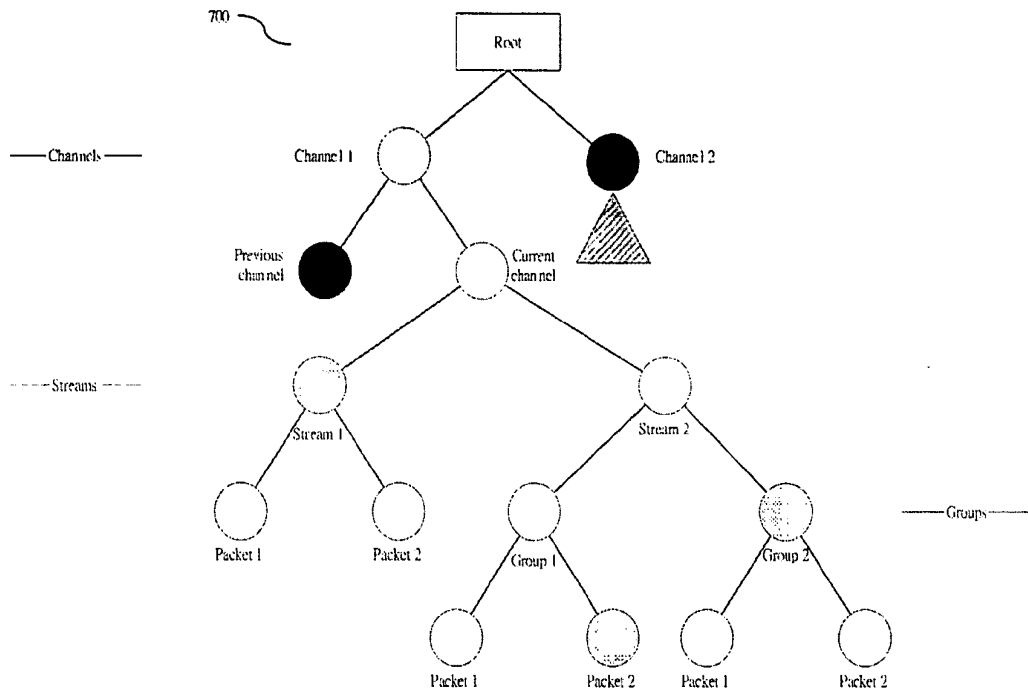 700
Root
Channels
Channel 1
Channel 2
Previous
channel
Current
channel
Streams
Stream 1
Stream 2
Groups
Packet 1
Packet 2
Group 1
Group 2
Packet 1
Packet 2
Packet 1
Packet 2